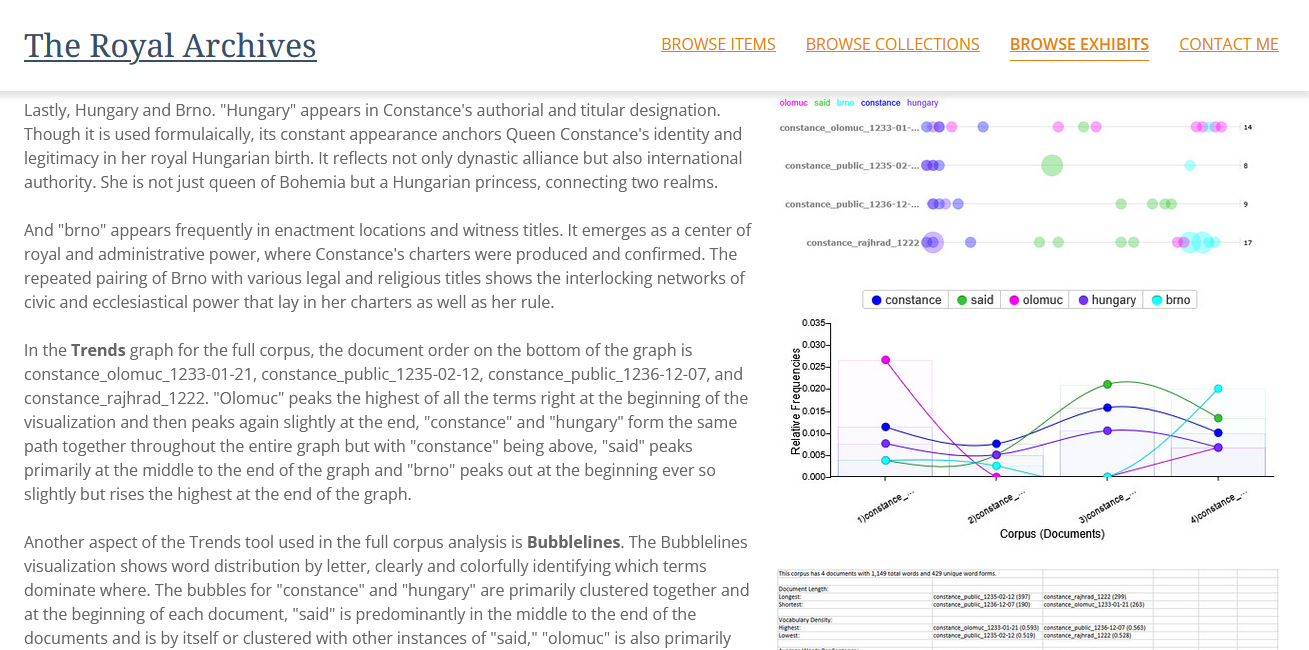 The Royal Archives
BROWSE ITEMS
BROWSE COLLECTIONS
BROWSE EXHIBITS
CONTACT ME
Lastly, Hungary and Brno. "Hungary" appears in Constance's authorial and titular designation.
Though it is used formulaically, its constant appearance anchors Queen Constance's identity and
legitimacy in her royal Hungarian birth. It reflects not only dynastic alliance but also international
authority. She is not just queen of Bohemia but a Hungarian princess, connecting two realms.
And "brno" appears frequently in enactment locations and witness titles. It emerges as a center of
royal and administrative power, where Constance's charters were produced and confirmed. The
repeated pairing of Brno with various legal and religious titles shows the interlocking networks of
civic and ecclesiastical power that lay in her charters as well as her rule.
In the Trends graph for the full corpus, the document order on the bottom of the graph is
constance_olomuc_1233-01-21, constance_public_1235-02-12, constance_public_1236-12-07, and
constance_rajhrad_1222. "Olomuc" peaks the highest of all the terms right at the beginning of the
visualization and then peaks again slightly at the end, "constance" and "hungary" form the same
path together throughout the entire graph but with "constance" being above, "said" peaks
primarily at the middle to the end of the graph and "brno" peaks out at the beginning ever so
slightly but rises the highest at the end of the graph.
Another aspect of the Trends tool used in the full corpus analysis is Bubblelines. The Bubblelines
visualization shows word distribution by letter, clearly and colorfully identifying which terms
dominate where. The bubbles for "constance" and "hungary" are primarily clustered together and
at the beginning of each document, "said" is predominantly in the middle to the end of the
documents and is by itself or clustered with other instances of "said," "olomuc" is also primarily
olomuc said brno constance hungary
constance_olomuc_1233-01-... 14
constance_public_1235-02-... 8
constance_public_1236-12-... 9
constance_rajhrad_1222 17
constance said olomuc hungary brno
Relative Frequencies
0.035
0.030
0.025
0.020
0.015
0.010
0.005
0.000
1)constance_...
2)constance_...
3)constance_...
4)constance_...
Corpus (Documents)
This corpus has 4 documents with 1,149 total words and 429 unique word forms.
Document Length:
Longest: constance_public_1235-02-12 (397) constance_rajhrad_1222 (299)
Shortest: constance_public_1236-12-07 (190) constance_olomuc_1233-01-21 (263)
Vocabulary Density:
Highest: constance_olomuc_1233-01-21 (0.593) constance_public_1236-12-07 (0.563)
Lowest: constance_public_1235-02-12 (0.519) constance_rajhrad_1222 (0.528)